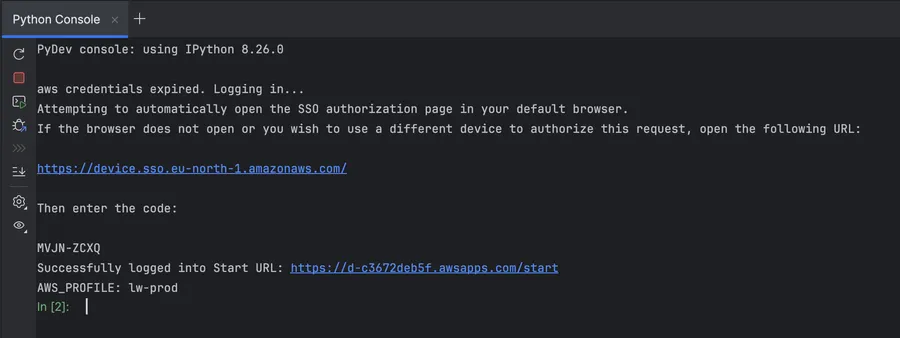 Python Console
PyDev console: using IPython 8.26.0
aws credentials expired. Logging in...
Attempting to automatically open the SSO authorization page in your default browser.
If the browser does not open or you wish to use a different device to authorize this request, open the following URL:
https://device.sso.eu-north-1.amazonaws.com/
Then enter the code:
MVJN-ZCXQ
Successfully logged into Start URL: https://d-c3672deb5f.awsapps.com/start
AWS_PROFILE: lw-prod
In [2]: